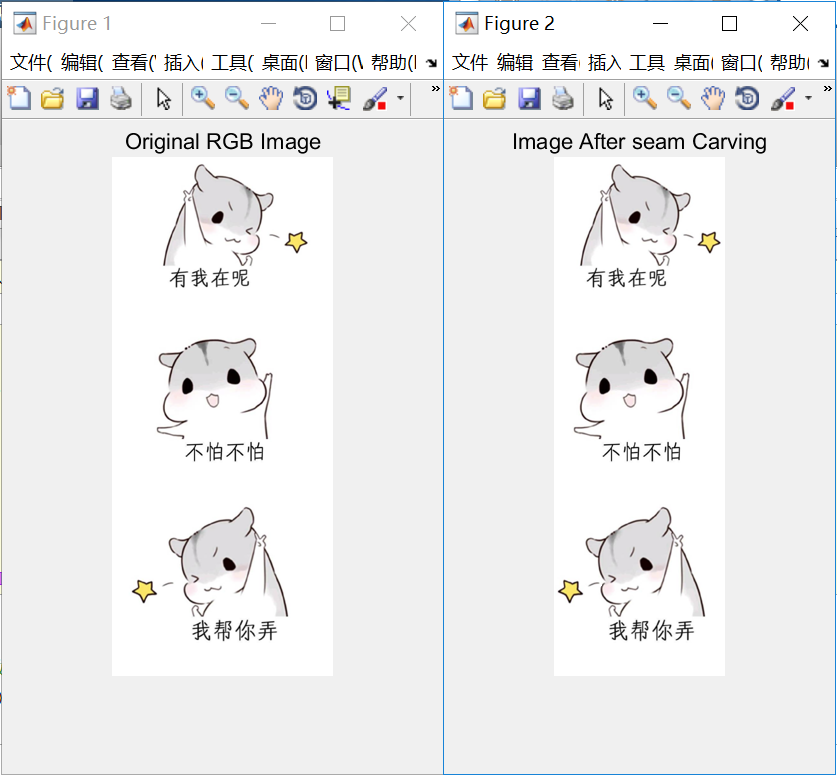 Figure 1
文件( 编辑( 查看(' 插入( 工具( 桌面(I 窗口(\ 帮助(I
Original RGB Image
有我在呢
不怕不怕
我帮你弄
Figure 2
文件 编辑 查看( 插入 工具 桌面( 窗口( 帮助(
Image After seam Carving
有我在呢
不怕不怕
我帮你弄